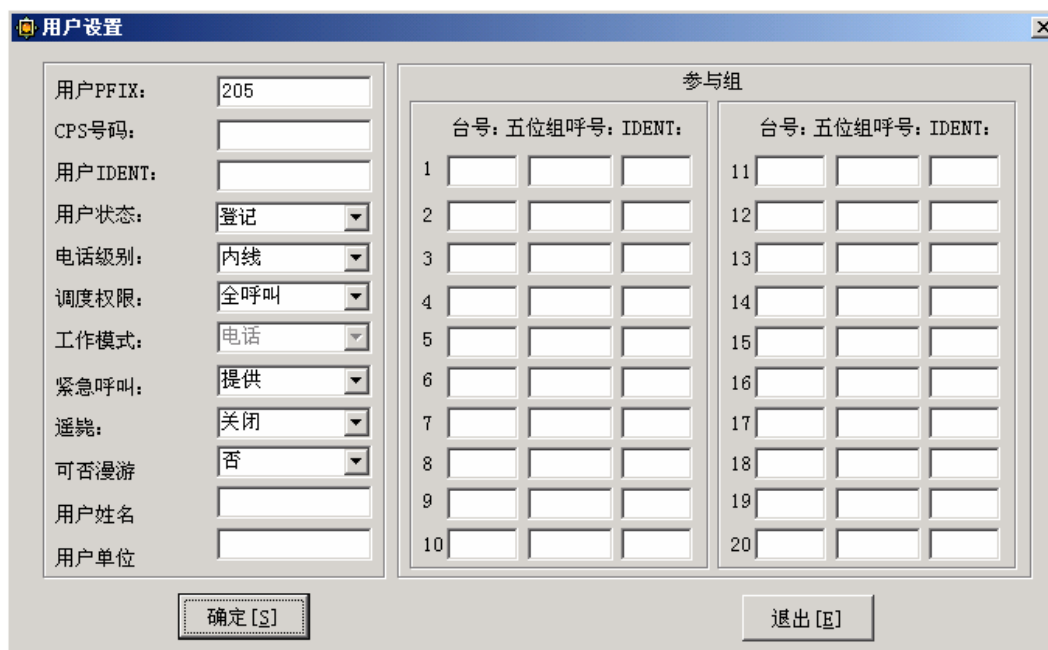 用户设置
用户PFIX: 205
CPS号码:
用户IDENT:
用户状态: 登记
电话级别: 内线
调度权限: 全呼叫
工作模式: 电话
紧急呼叫: 提供
遥毙: 关闭
可否漫游 否
用户姓名
用户单位
参与组
台号: 五位组呼号: IDENT:
1
2
3
4
5
6
7
8
9
10
台号: 五位组呼号: IDENT:
11
12
13
14
15
16
17
18
19
20
确定[S]
退出[E]